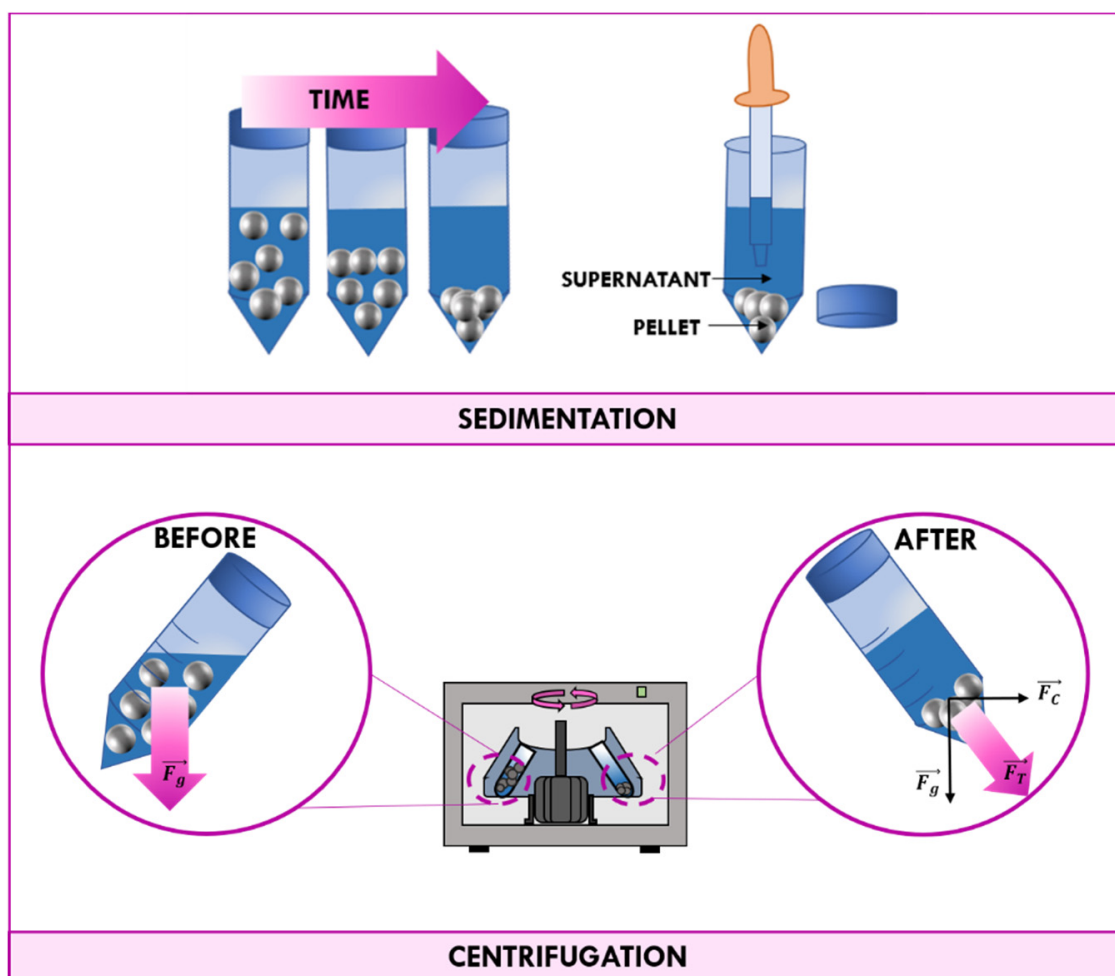 TIME
SUPERNATANT
PELLET
SEDIMENTATION
BEFORE
AFTER
F_g
F_C
F_g
F_T
CENTRIFUGATION